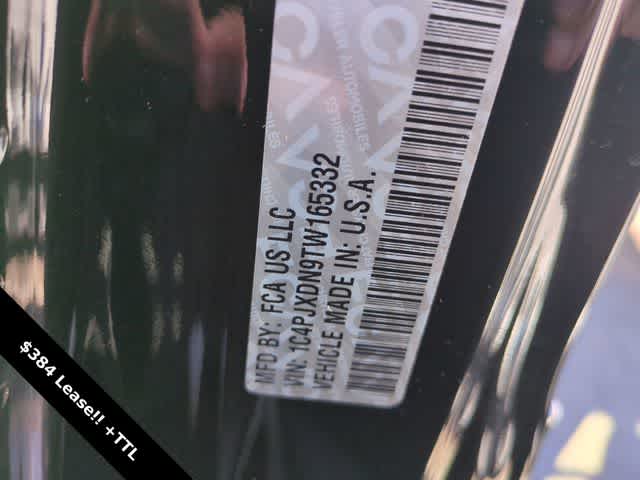 MFD BY: FCA US LLC
VIN: 1C4PJXDN9TW165332
VEHICLE MADE IN: U.S.A.
$384 Lease!! +TTL